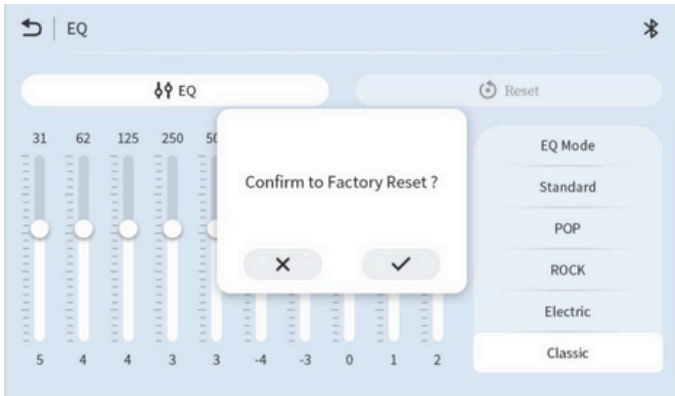 EQ
EQ
Reset
31 62 125 250
Confirm to Factory Reset ?
5 4 4 3 3 -4 -3 0 1 2
EQ Mode
Standard
POP
ROCK
Electric
Classic